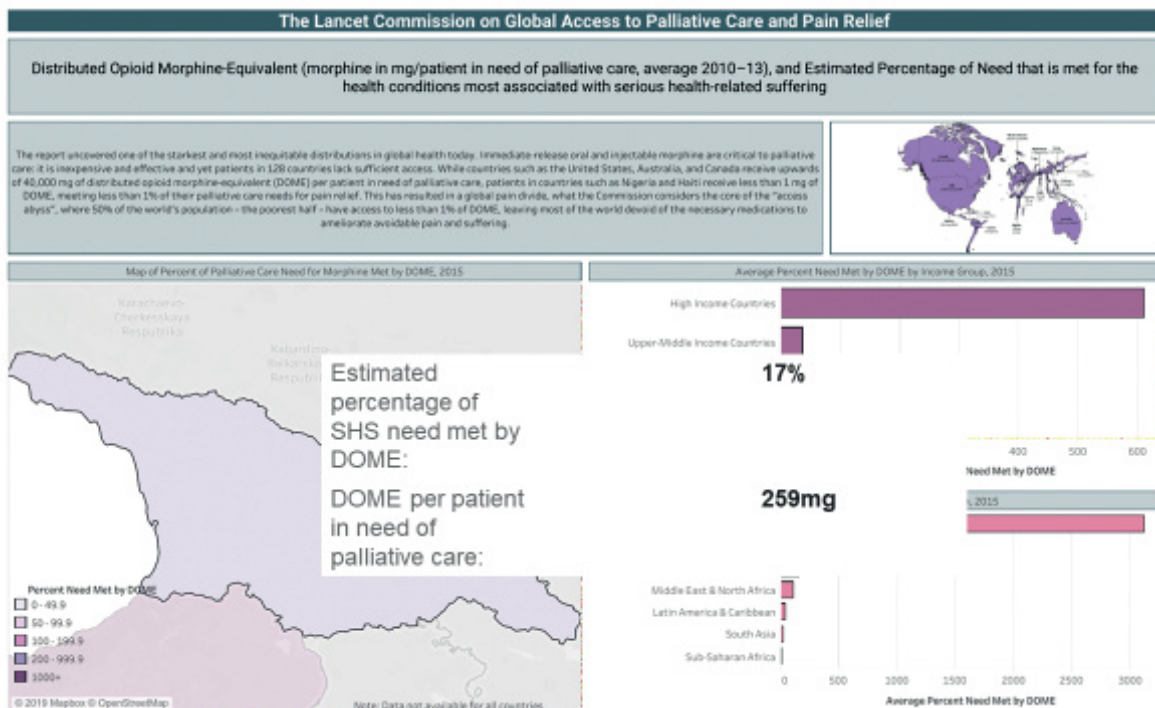 The Lancet Commission on Global Access to Palliative Care and Pain Relief
Distributed Opioid Morphine-Equivalent (morphine in mg/patient in need of palliative care, average 2010–13), and Estimated Percentage of Need that is met for the
health conditions most associated with serious health-related suffering
The report uncovered one of the starkest and most inequitable distributions in global health today. Immediate release oral and injectable morphine are critical to palliative
care: it is inexpensive and effective and yet patients in 128 countries lack sufficient access. While countries such as the United States, Australia, and Canada receive upwards
of 40,000 mg of distributed opioid morphine-equivalent (DOME) per patient in need of palliative care, patients in countries such as Nigeria and Haiti receive less than 1 mg of
DOME, meeting less than 1% of their palliative care needs for pain relief. This has resulted in a global pain divide, what the Commission considers the core of the "access
abyss", where 50% of the world's population - the poorest half - have access to less than 1% of DOME, leaving most of the world devoid of the necessary medications to
ameliorate avoidable pain and suffering.
Map of Percent of Palliative Care Need for Morphine Met by DOME, 2015
Average Percent Need Met by DOME by Income Group, 2015
Karachayevo-
Cherkesskaya
Respublika
High Income Countries
Upper-Middle Income Countries
Estimated
percentage of
SHS need met by
DOME:
17%
400 500 600
Need Met by DOME
DOME per patient
in need of
palliative care:
259mg
, 2015
Percent Need Met by DOME
0 - 49.9
50 - 99.9
100 - 199.9
200 - 999.9
1000+
Middle East & North Africa
Latin America & Caribbean
South Asia
Sub-Saharan Africa
0 500 1000 1500 2000 2500 3000
Average Percent Need Met by DOME
© 2019 Mapbox © OpenStreetMap
Note: Data not available for all countries